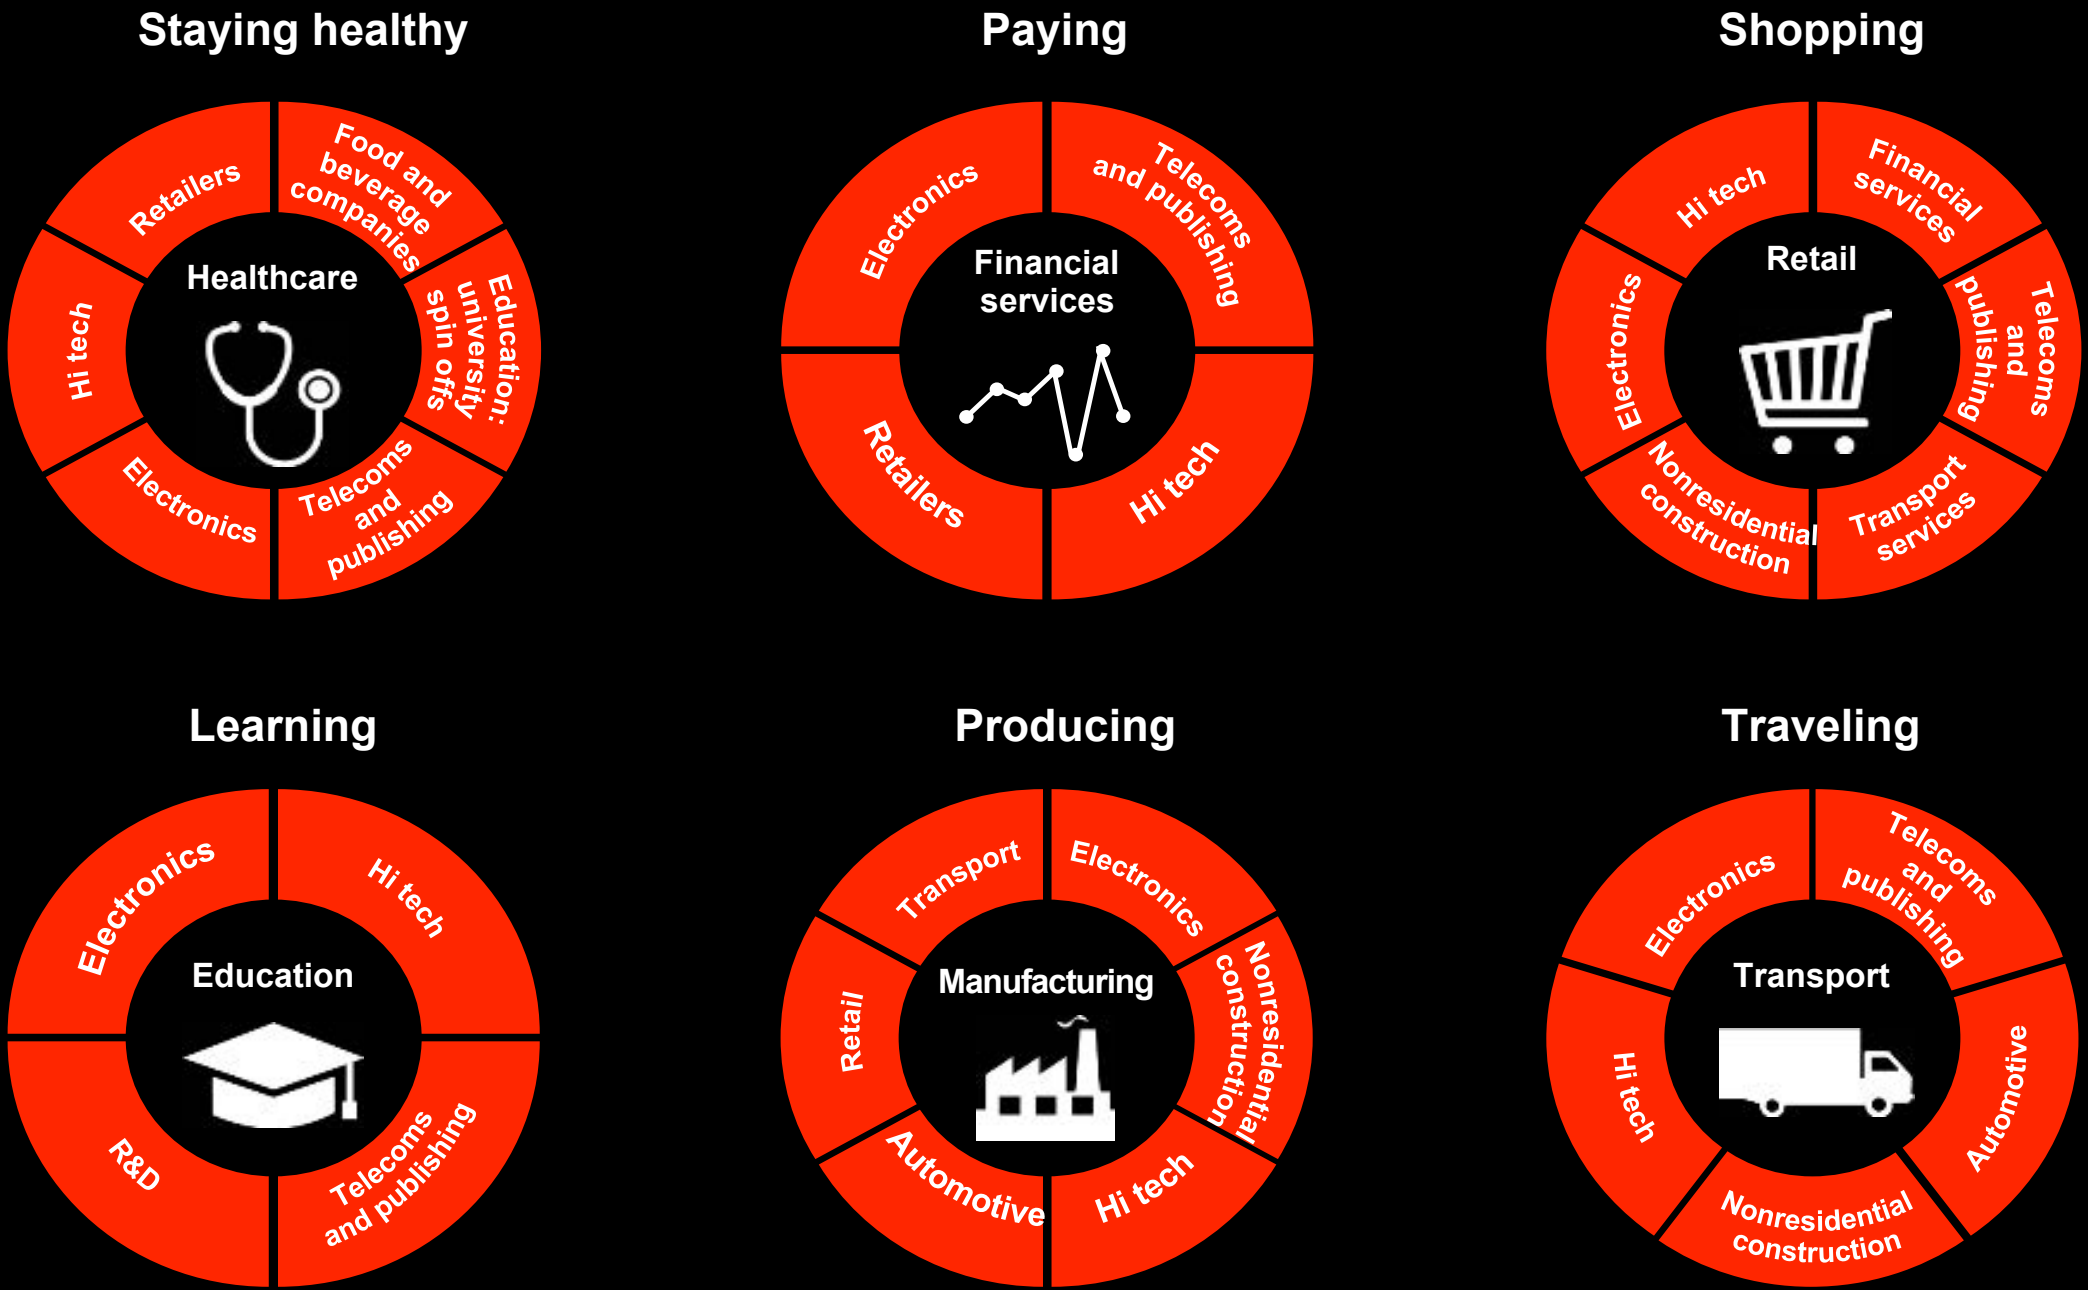 Staying healthy
Paying
Shopping
Healthcare
Food and
beverage
companies
Education:
university
spin offs
Telecoms
and
publishing
Electronics
Hi tech
Retailers
Financial
services
Telecoms
and publishing
Hi tech
Retailers
Electronics
Retail
Financial
services
Telecoms
and
publishing
Transport
services
Nonresidential
construction
Electronics
Hi tech
Learning
Producing
Traveling
Education
Hi tech
Telecoms
and publishing
R&D
Electronics
Manufacturing
Electronics
Nonresidential
construction
Hi tech
Automotive
Retail
Transport
Transport
Telecoms
and
publishing
Automotive
Nonresidential
construction
Hi tech
Electronics